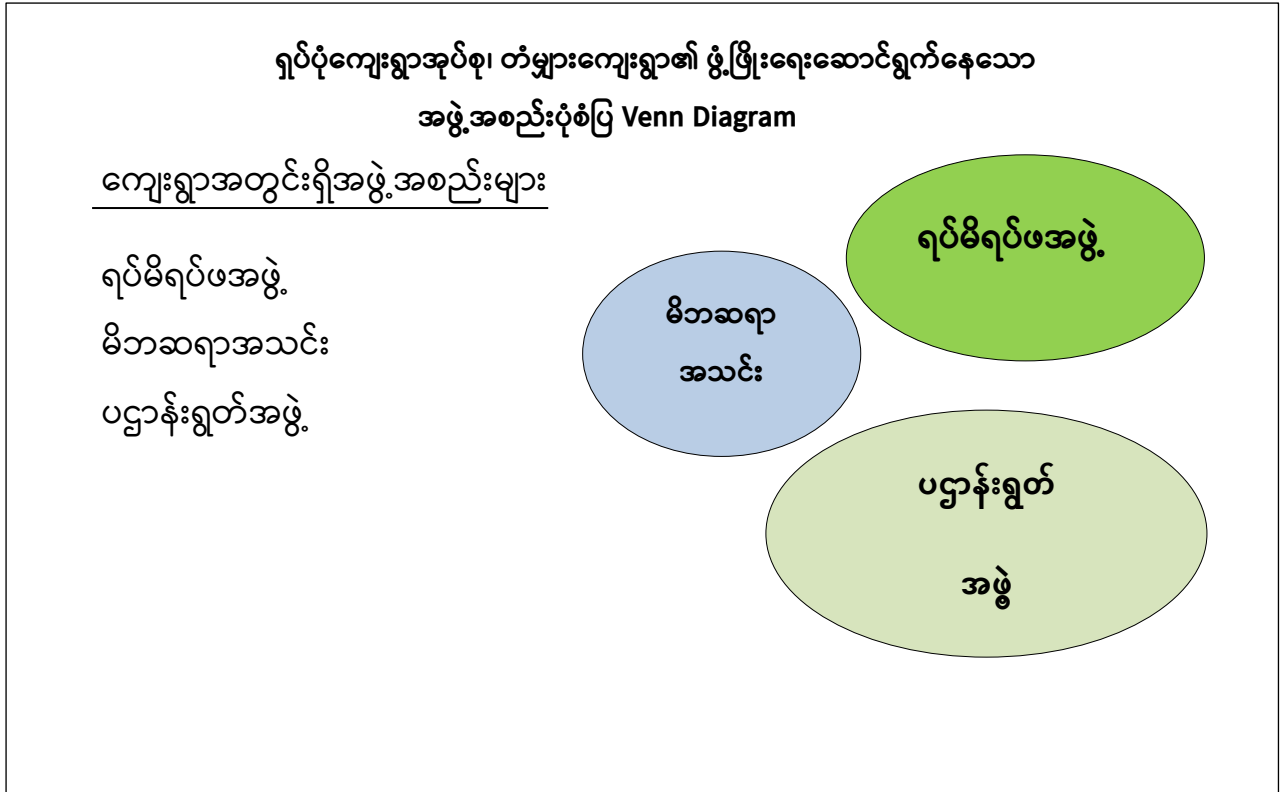 ရှပ်ပုံကျေးရွာအုပ်စု၊ တံမျှားကျေးရွာ၏ ဖွံ့ဖြိုးရေးဆောင်ရွက်နေသော
အဖွဲ့အစည်းပုံစံပြ Venn Diagram
ကျေးရွာအတွင်းရှိအဖွဲ့အစည်းများ
ရပ်မိရပ်ဖအဖွဲ့
မိဘဆရာအသင်း
ပဌာန်းရွတ်အဖွဲ့
ရပ်မိရပ်ဖအဖွဲ့
မိဘဆရာ
အသင်း
ပဌာန်းရွတ်
အဖွဲ့